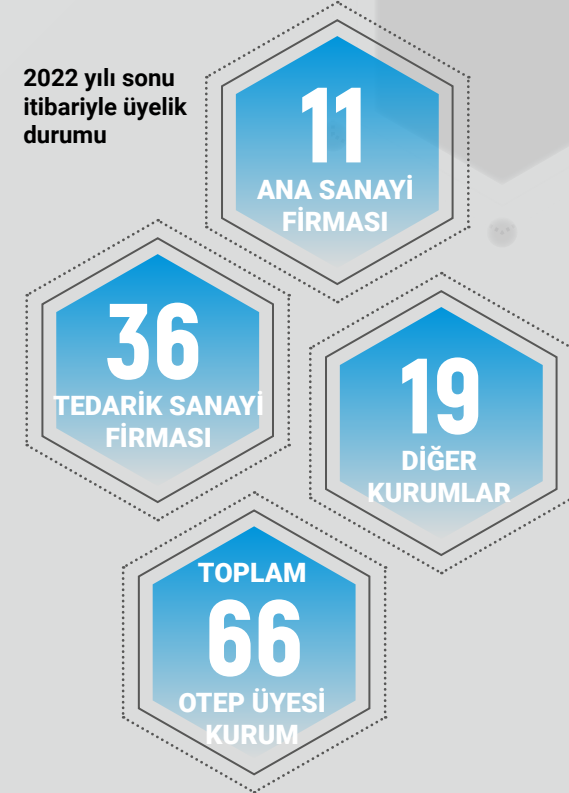 2022 yılı sonu
itibariyle üyelik
durumu
11
ANA SANAYİ
FİRMASI
36
TEDARİK SANAYİ
FİRMASI
19
DİĞER
KURUMLAR
TOPLAM
66
OTEP ÜYESİ
KURUM